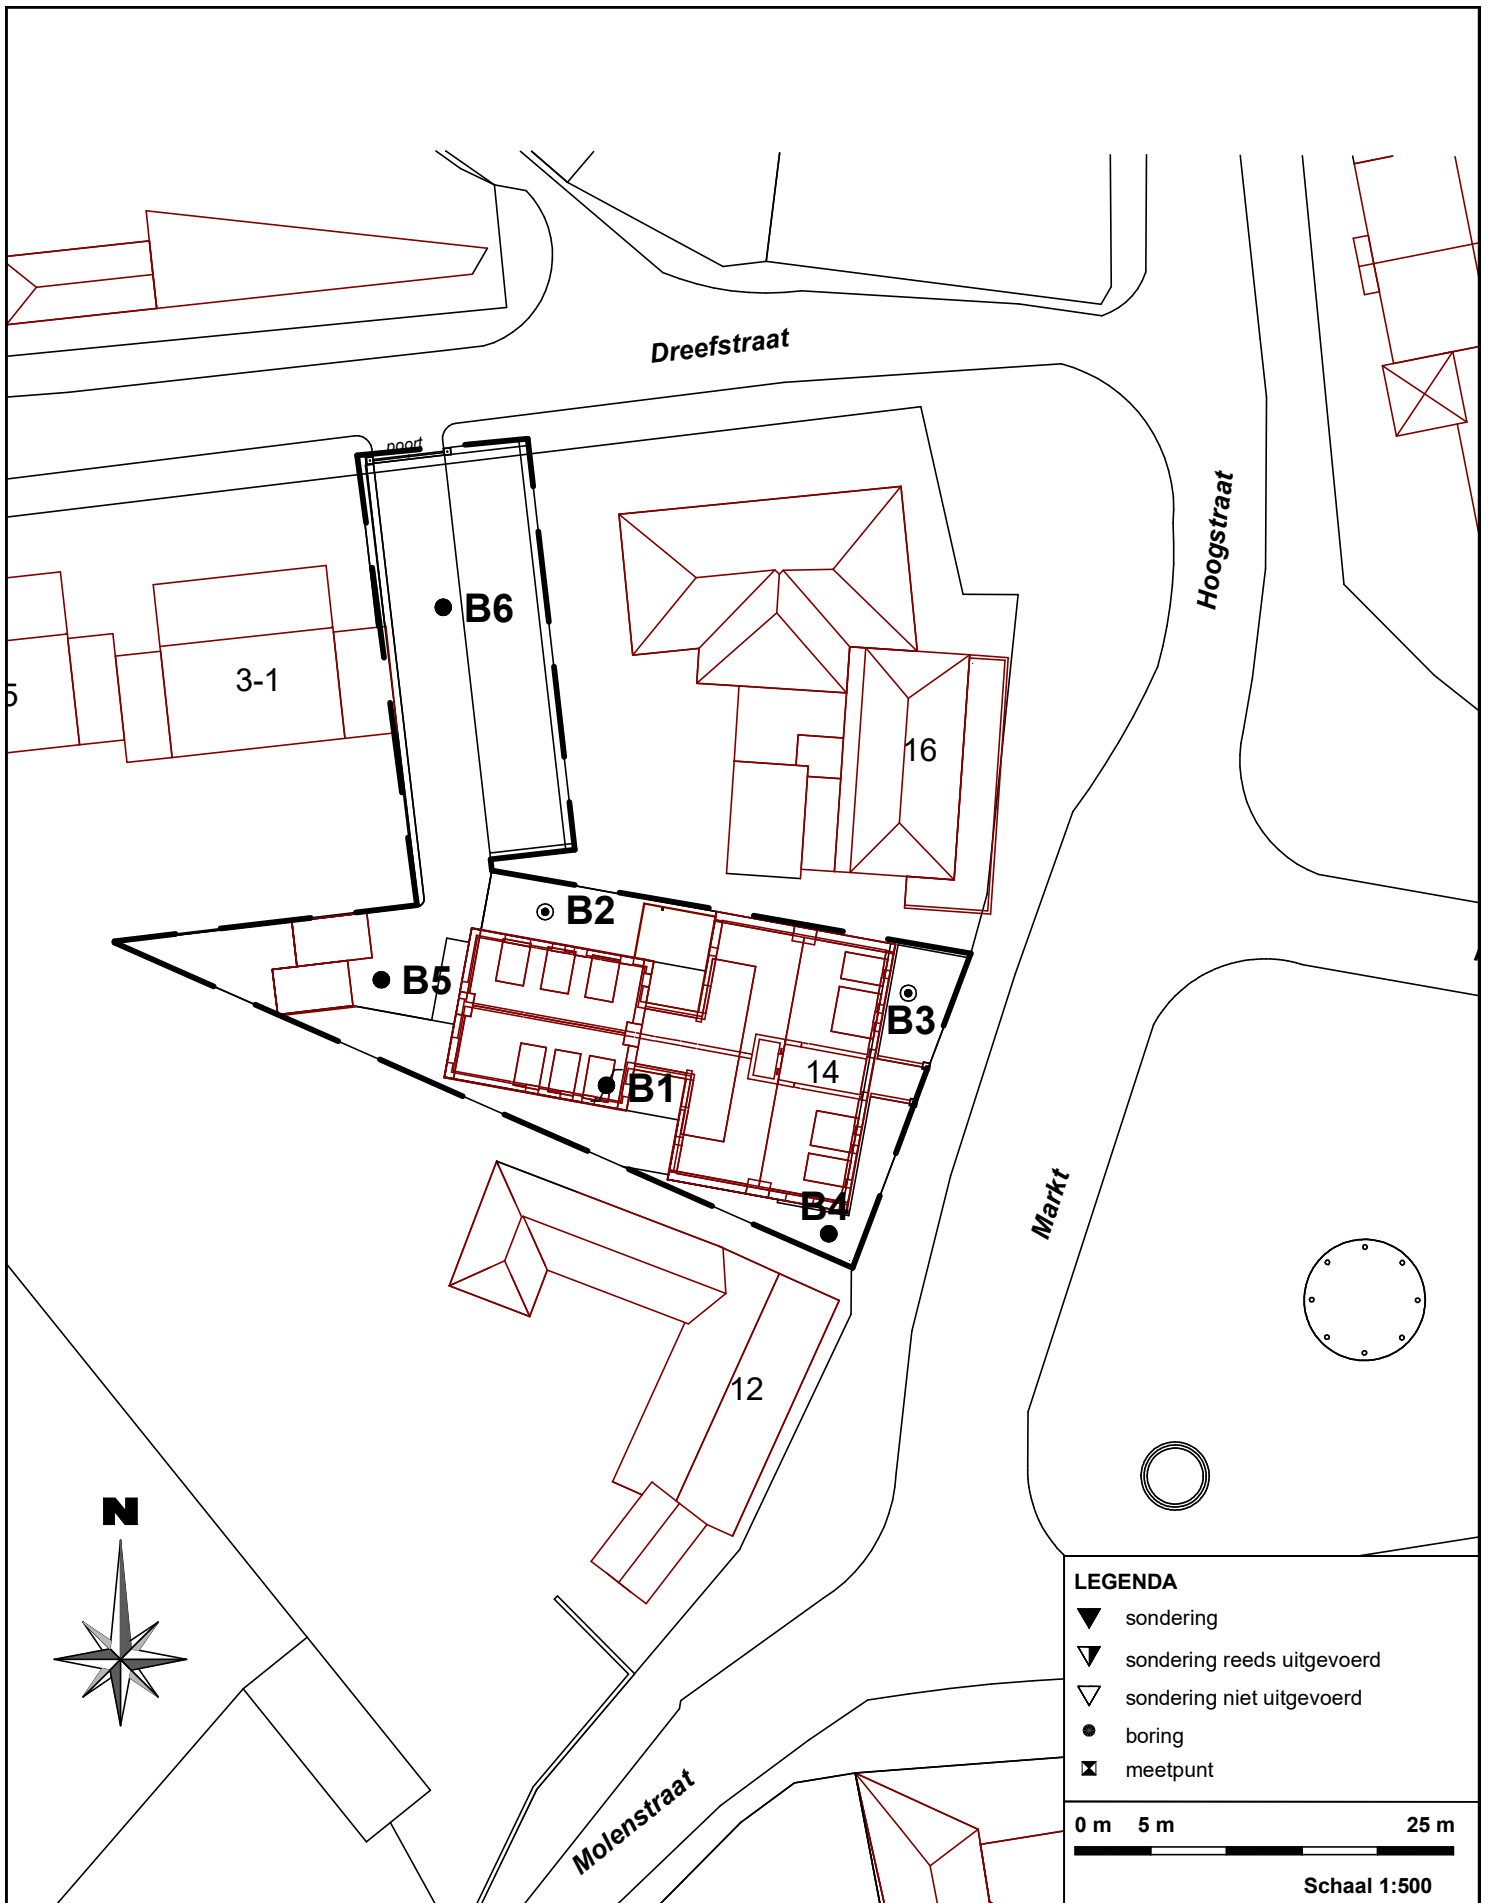 Dreefstraat
poort
Hoogstraat
B6
3-1
5
16
B2
B5
B3
14
B1
Markt
B4
12
N
LEGENDA
sondering
sondering reeds uitgevoerd
sondering niet uitgevoerd
boring
meetpunt
Molenstraat
0 m 5 m 25 m
Schaal 1:500